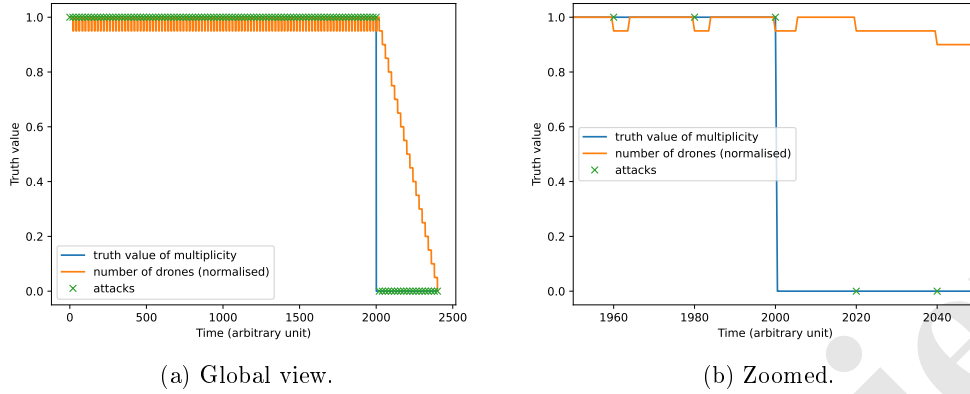 1.0
0.8
0.6
0.4
0.2
0.0
Truth value
truth value of multiplicity
number of drones (normalised)
attacks
0 500 1000 1500 2000 2500
Time (arbitrary unit)
(a) Global view.
1.0
0.8
0.6
0.4
0.2
0.0
Truth value
truth value of multiplicity
number of drones (normalised)
attacks
1960 1980 2000 2020 2040
Time (arbitrary unit)
(b) Zoomed.